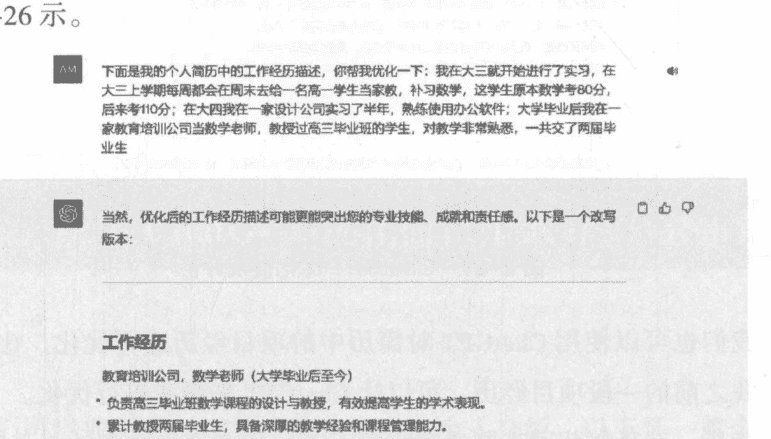 -26 示。
AM
下面是我的个人简历中的工作经历描述，你帮我优化一下：我在大三就开始进行了实习，在
大三上学期每周都会在周末去给一名高一学生当家教，补习数学，这学生原本数学考80分，
后来考110分；在大四我在一家设计公司实习了半年，熟练使用办公软件；大学毕业后我在一
家教育培训公司当数学老师，教授过高三毕业班的学生，对教学非常熟悉，一共交了两届毕
业生
当然，优化后的工作经历描述可能更能突出您的专业技能、成就和责任感。以下是一个改写
版本：
工作经历
教育培训公司，数学老师（大学毕业后至今）
• 负责高三毕业班数学课程的设计与教授，有效提高学生的学术表现。
• 累计教授两届毕业生，具备深厚的教学经验和课程管理能力。